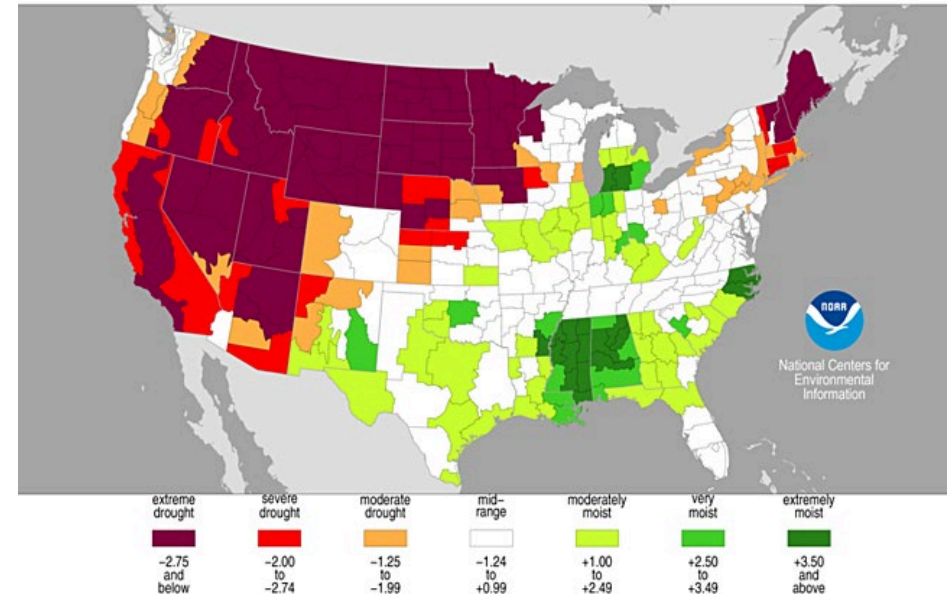 NOAA
National Centers for
Environmental
Information
extreme drought
severe drought
moderate drought
mid-range
moderately moist
very moist
extremely moist
-2.75 and below
-2.00 to -2.74
-1.25 to -1.99
-1.24 to +0.99
+1.00 to +2.49
+2.50 to +3.49
+3.50 and above